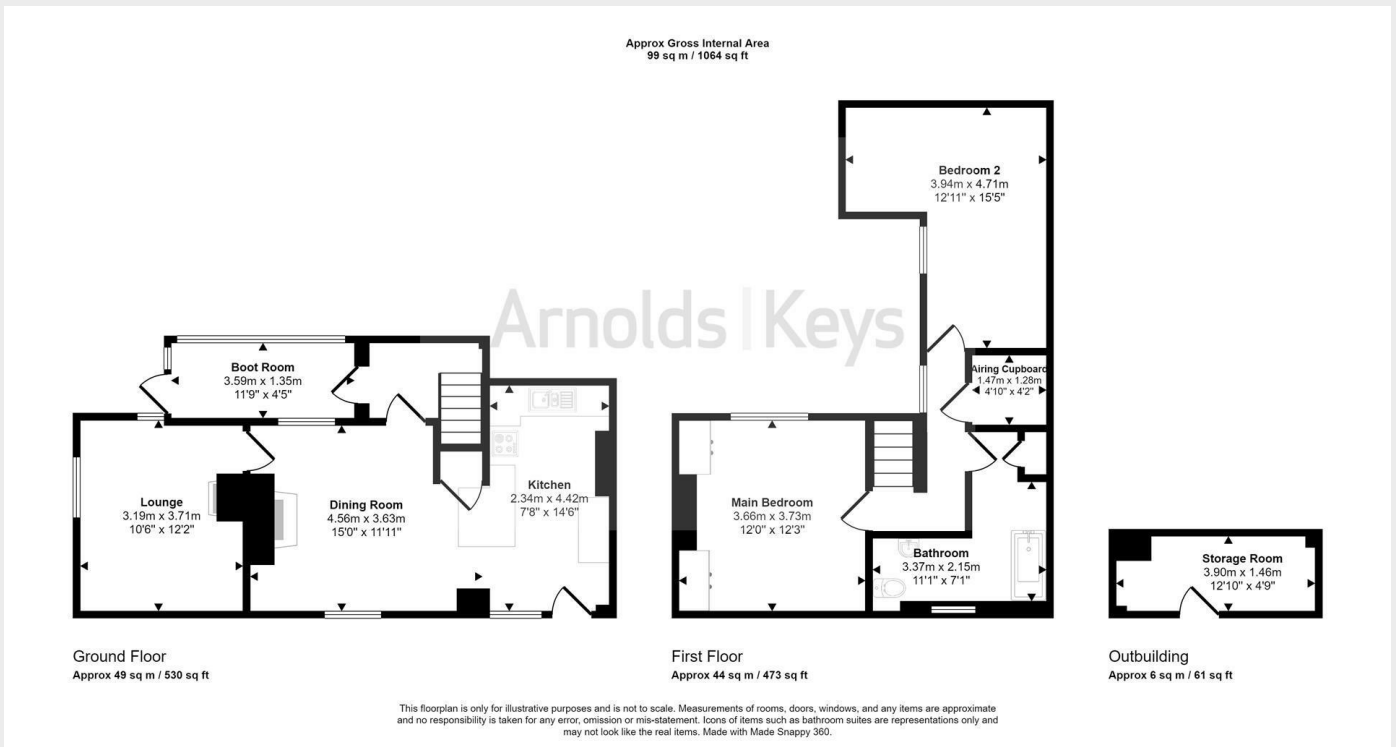 Approx Gross Internal Area
99 sq m / 1064 sq ft
Arnolds | Keys
Bedroom 2
3.94m x 4.71m
12'11" x 15'5"
Boot Room
3.59m x 1.35m
11'9" x 4'5"
Airing Cupboard
1.47m x 1.28m
4'10" x 4'2"
Lounge
3.19m x 3.71m
10'6" x 12'2"
Dining Room
4.56m x 3.63m
15'0" x 11'11"
Kitchen
2.34m x 4.42m
7'8" x 14'6"
Main Bedroom
3.66m x 3.73m
12'0" x 12'3"
Bathroom
3.37m x 2.15m
11'1" x 7'1"
Storage Room
3.90m x 1.46m
12'10" x 4'9"
Ground Floor
Approx 49 sq m / 530 sq ft
First Floor
Approx 44 sq m / 473 sq ft
Outbuilding
Approx 6 sq m / 61 sq ft
This floorplan is only for illustrative purposes and is not to scale. Measurements of rooms, doors, windows, and any items are approximate
and no responsibility is taken for any error, omission or mis-statement. Icons of items such as bathroom suites are representations only and
may not look like the real items. Made with Made Snappy 360.